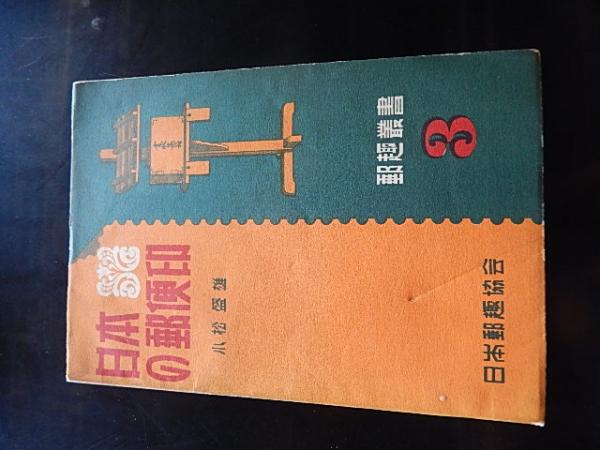 郵趣叢書
3
日本
の郵便印
小松盛雄
日本郵趣協会